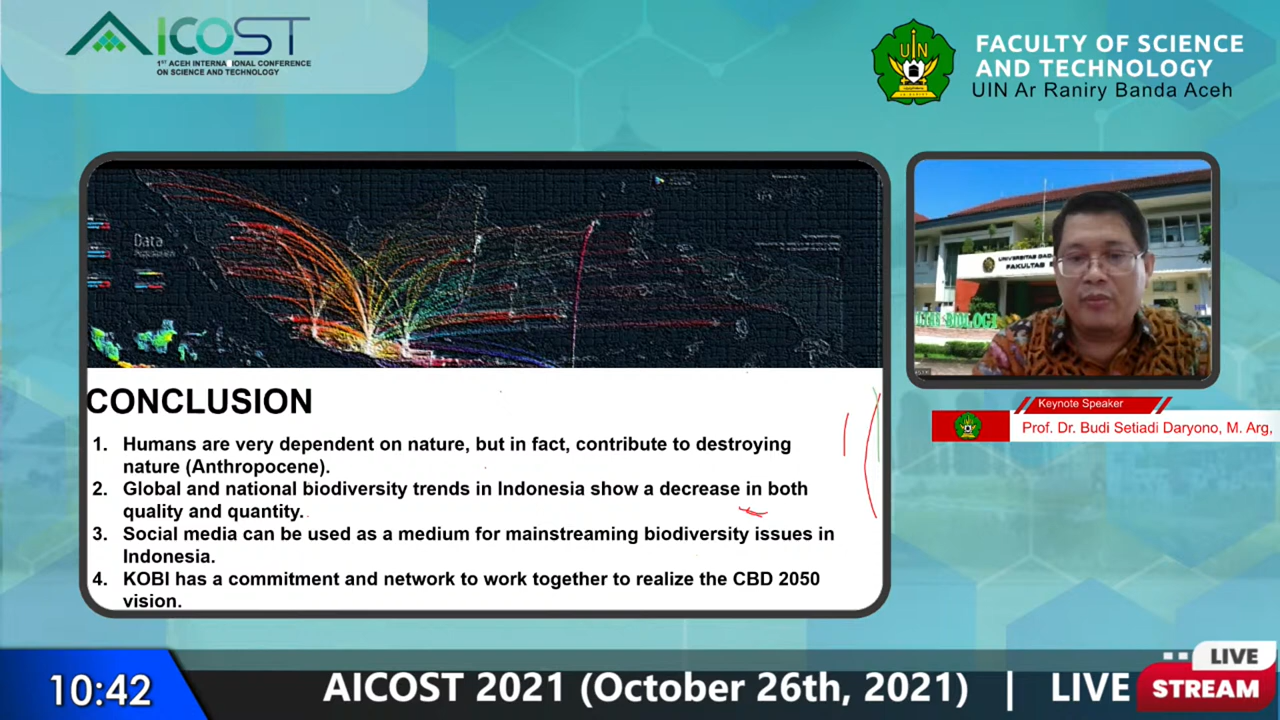 AICOST
1ST ACEH INTERNATIONAL CONFERENCE
ON SCIENCE AND TECHNOLOGY
UIN
FACULTY OF SCIENCE
AND TECHNOLOGY
UIN Ar Raniry Banda Aceh
Data
UNIVERSITAS GAD
FAKULTAS B
BIOLOGI
CONCLUSION
1. Humans are very dependent on nature, but in fact, contribute to destroying
nature (Anthropocene).
2. Global and national biodiversity trends in Indonesia show a decrease in both
quality and quantity.
3. Social media can be used as a medium for mainstreaming biodiversity issues in
Indonesia.
4. KOBI has a commitment and network to work together to realize the CBD 2050
vision.
Keynote Speaker
Prof. Dr. Budi Setiadi Daryono, M. Arg,
10:42
AICOST 2021 (October 26th, 2021) | LIVE
LIVE
STREAM